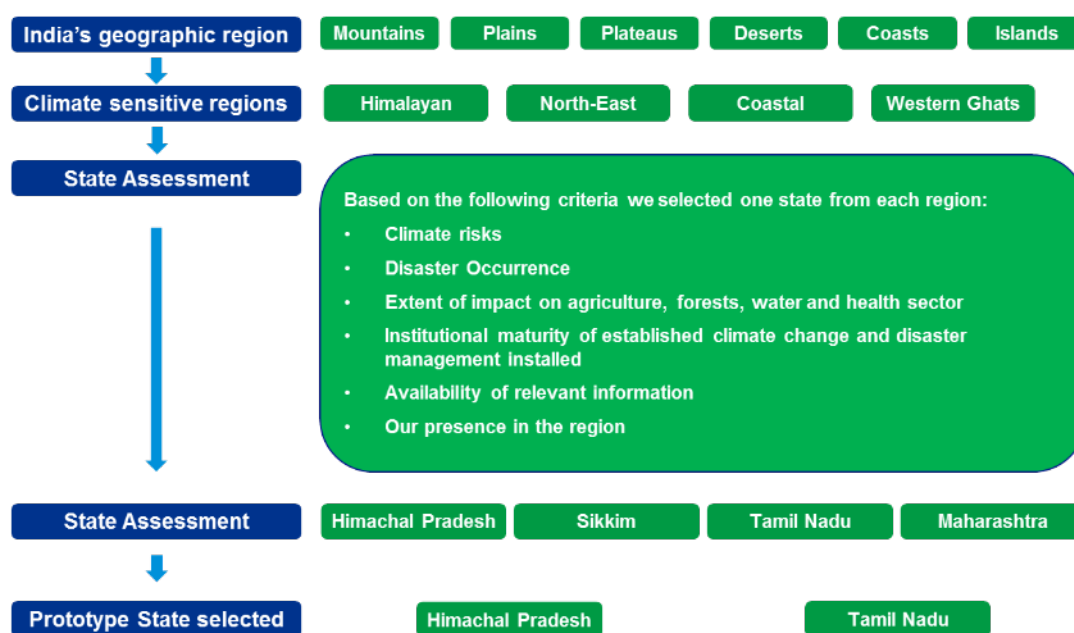 India's geographic region
Mountains
Plains
Plateaus
Deserts
Coasts
Islands
Climate sensitive regions
Himalayan
North-East
Coastal
Western Ghats
State Assessment
Based on the following criteria we selected one state from each region:
• Climate risks
• Disaster Occurrence
• Extent of impact on agriculture, forests, water and health sector
• Institutional maturity of established climate change and disaster
management installed
• Availability of relevant information
• Our presence in the region
State Assessment
Himachal Pradesh
Sikkim
Tamil Nadu
Maharashtra
Prototype State selected
Himachal Pradesh
Tamil Nadu